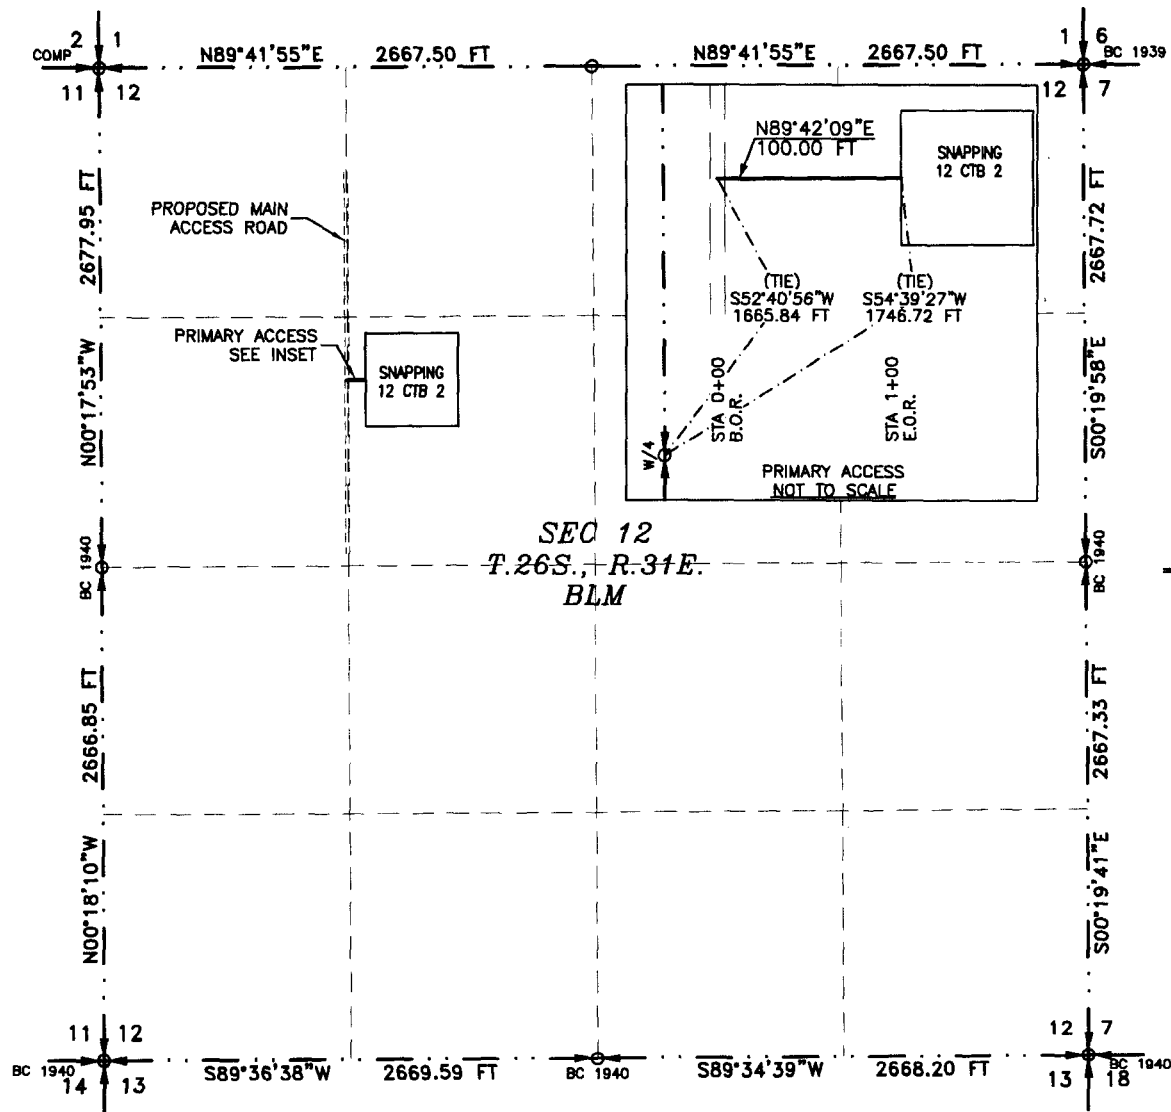 2 1
COMP
11 12
N89°41'55"E 2667.50 FT
N89°41'55"E 2667.50 FT
1 6
BC 1939
12 7
N89°42'09"E
100.00 FT
SNAPPING
12 CTB 2
(TIE)
S52°40'56"W
1665.84 FT
(TIE)
S54°39'27"W
1746.72 FT
STA 0+00
B.O.R.
STA 1+00
E.O.R.
W/4
PRIMARY ACCESS
NOT TO SCALE
PROPOSED MAIN
ACCESS ROAD
PRIMARY ACCESS
SEE INSET
SNAPPING
12 CTB 2
N00°17'53"W 2677.95 FT
S00°19'58"E 2667.72 FT
BC 1940
SEC 12
T.26S., R.31E.
BLM
BC 1940
N00°18'10"W 2666.85 FT
S00°19'41"E 2667.33 FT
11 12
BC 1940
14 13
S89°36'38"W 2669.59 FT
BC 1940
S89°34'39"W 2668.20 FT
12 7
BC 1940
13 18